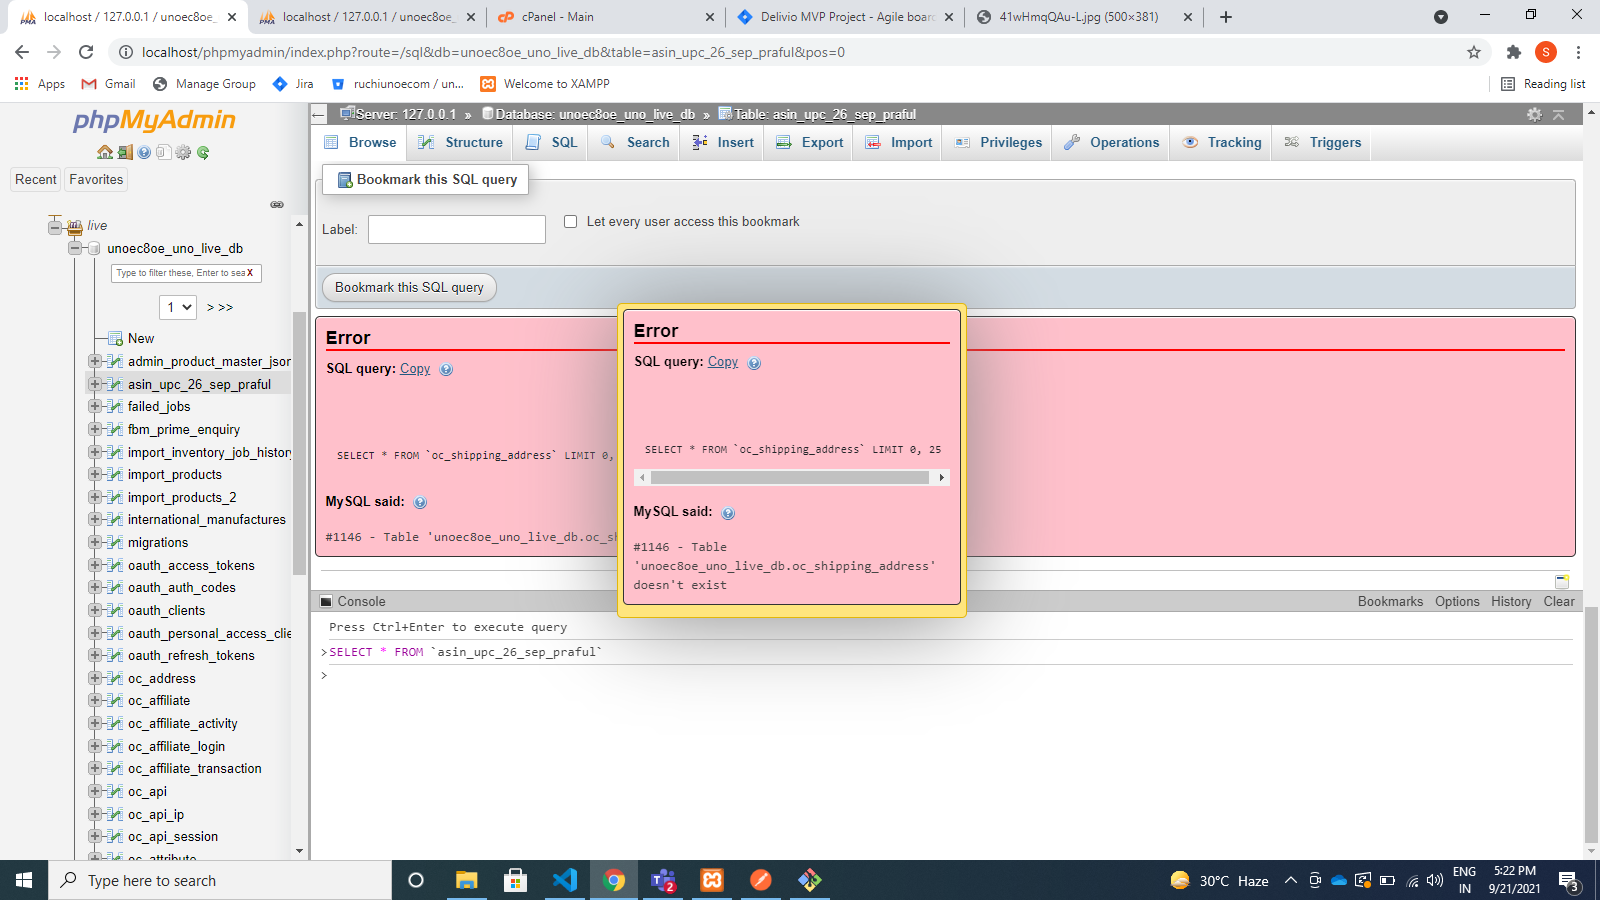 localhost / 127.0.0.1 / unoec8oe_
localhost / 127.0.0.1 / unoec8oe_
cPanel - Main
Delivio MVP Project - Agile boar
41wHmqQAu-L.jpg (500×381)
localhost/phpmyadmin/index.php?route=/sql&db=unoec8oe_uno_live_db&table=asin_upc_26_sep_praful&pos=0
S
Apps
Gmail
Manage Group
Jira
ruchiunoecom / un...
Welcome to XAMPP
Reading list
phpMyAdmin
Recent
Favorites
live
unoec8oe_uno_live_db
Type to filter these, Enter to sea X
1 > >>
New
admin_product_master_json
asin_upc_26_sep_praful
failed_jobs
fbm_prime_enquiry
import_inventory_job_history
import_products
import_products_2
international_manufactures
migrations
oauth_access_tokens
oauth_auth_codes
oauth_clients
oauth_personal_access_clie
oauth_refresh_tokens
oc_address
oc_affiliate
oc_affiliate_activity
oc_affiliate_login
oc_affiliate_transaction
oc_api
oc_api_ip
oc_api_session
oc_attribute
Server: 127.0.0.1 » Database: unoec8oe_uno_live_db » Table: asin_upc_26_sep_praful
Browse
Structure
SQL
Search
Insert
Export
Import
Privileges
Operations
Tracking
Triggers
Bookmark this SQL query
Label:
Let every user access this bookmark
Bookmark this SQL query
Error
SQL query: Copy
SELECT * FROM `oc_shipping_address` LIMIT 0,
MySQL said:
#1146 - Table 'unoec8oe_uno_live_db.oc_sh
Error
SQL query: Copy
SELECT * FROM `oc_shipping_address` LIMIT 0, 25
MySQL said:
#1146 - Table
'unoec8oe_uno_live_db.oc_shipping_address'
doesn't exist
Console
Bookmarks
Options
History
Clear
Press Ctrl+Enter to execute query
>SELECT * FROM `asin_upc_26_sep_praful`
>
Type here to search
2
30°C Haze
ENG
IN
5:22 PM
9/21/2021
3